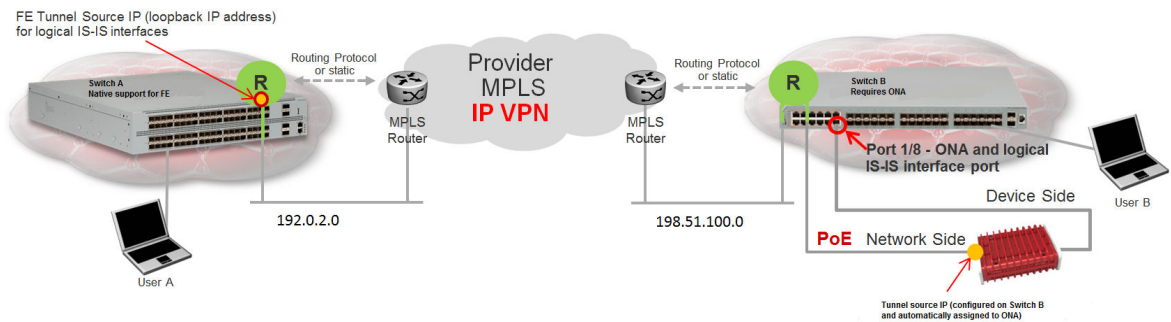 FE Tunnel Source IP (loopback IP address)
for logical IS-IS interfaces
Switch A
Native support for FE
R
Routing Protocol
or static
MPLS
Router
Provider
MPLS
IP VPN
MPLS
Router
Routing Protocol
or static
R
Switch B
Requires ONA
Port 1/8 - ONA and logical
IS-IS interface port
User A
192.0.2.0
198.51.100.0
Device Side
User B
PoE Network Side
Tunnel source IP (configured on Switch B
and automatically assigned to ONA)